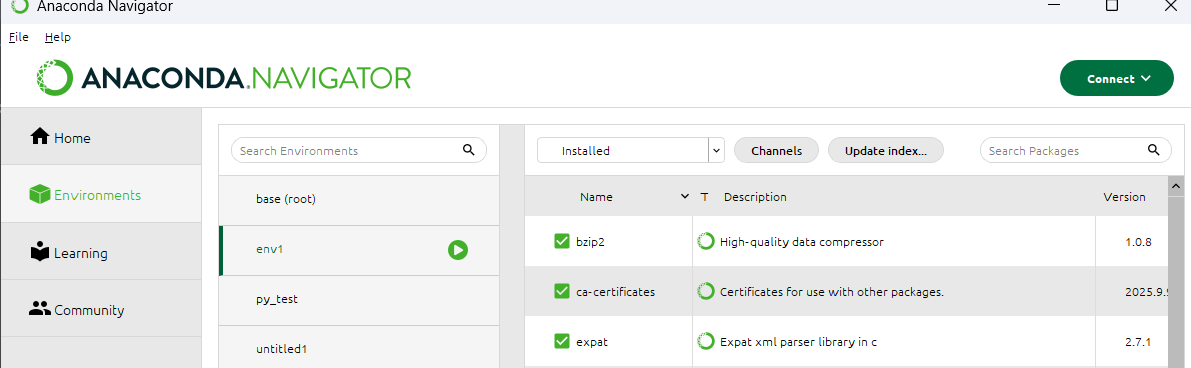 Anaconda Navigator
File Help
ANACONDA.NAVIGATOR
Connect
Home
Environments
Learning
Community
Search Environments
base (root)
env1
py_test
untitled1
Installed
Channels
Update index...
Search Packages
Name T Description Version
bzip2 High-quality data compressor 1.0.8
ca-certificates Certificates for use with other packages. 2025.9.
expat Expat xml parser library in c 2.7.1